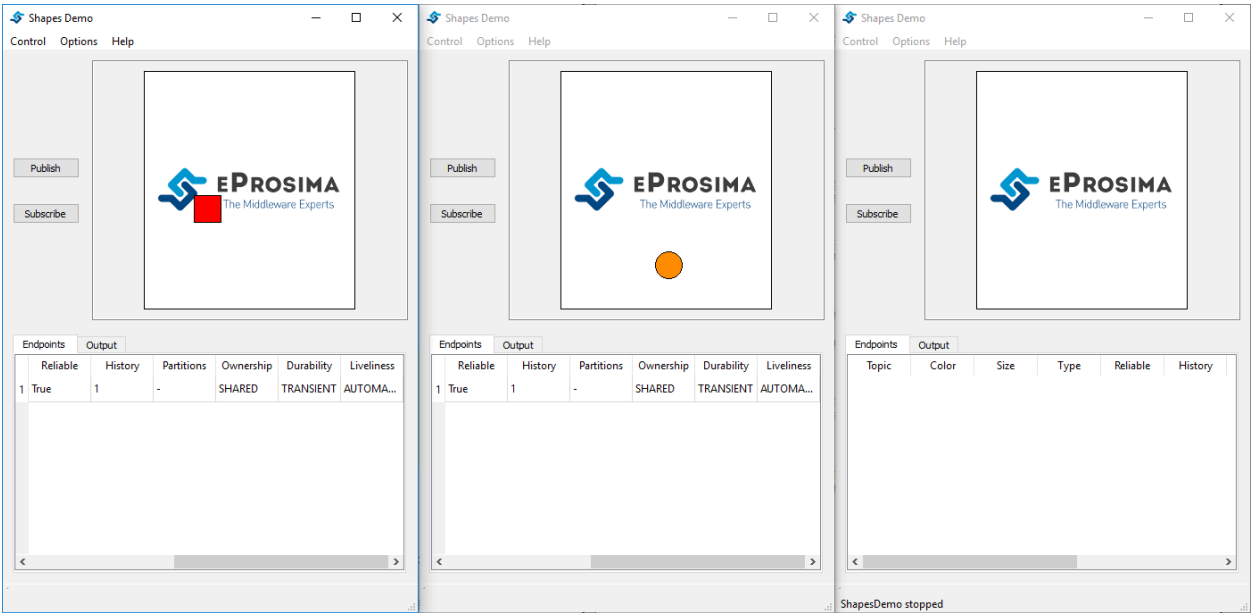 Shapes Demo
Control Options Help
Publish
Subscribe
EPROSIMA
The Middleware Experts
Endpoints Output
Reliable History Partitions Ownership Durability Liveliness
1 True 1 - SHARED TRANSIENT AUTOMA...
Shapes Demo
Control Options Help
Publish
Subscribe
EPROSIMA
The Middleware Experts
Endpoints Output
Reliable History Partitions Ownership Durability Liveliness
1 True 1 - SHARED TRANSIENT AUTOMA...
Shapes Demo
Control Options Help
Publish
Subscribe
EPROSIMA
The Middleware Experts
Endpoints Output
Topic Color Size Type Reliable History
ShapesDemo stopped